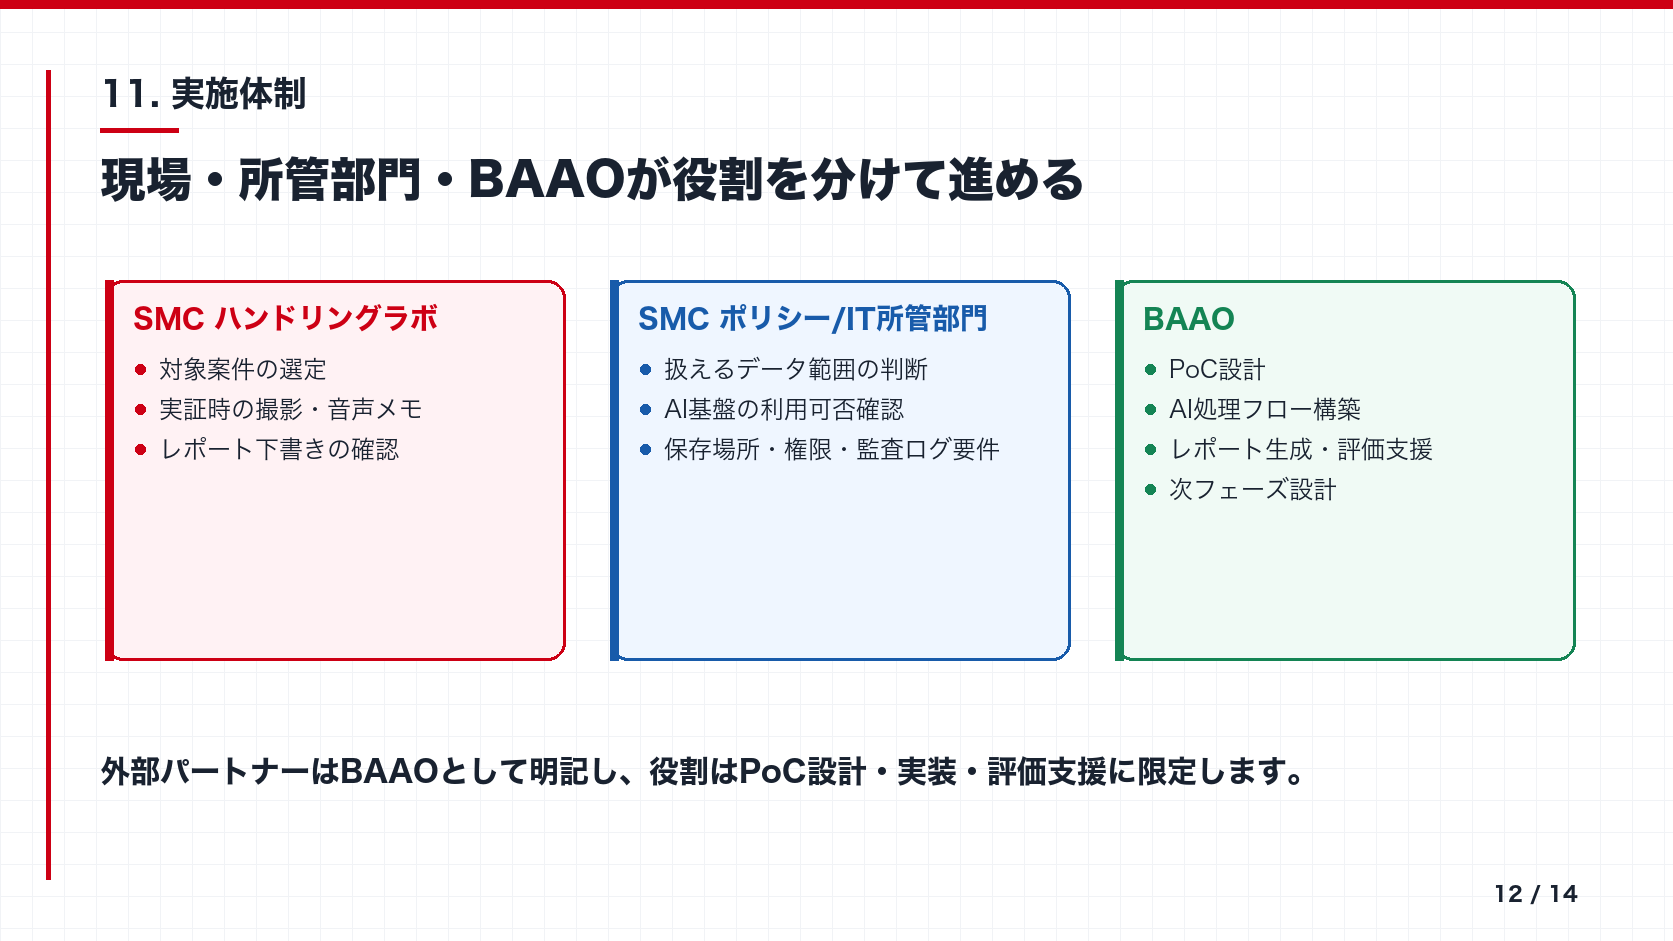 11. 実施体制
現場・所管部門・BAAOが役割を分けて進める
SMC ハンドリングラボ
対象案件の選定
実証時の撮影・音声メモ
レポート下書きの確認
SMC ポリシー/IT所管部門
扱えるデータ範囲の判断
AI基盤の利用可否確認
保存場所・権限・監査ログ要件
BAAO
PoC設計
AI処理フロー構築
レポート生成・評価支援
次フェーズ設計
外部パートナーはBAAOとして明記し、役割はPoC設計・実装・評価支援に限定します。
12 / 14